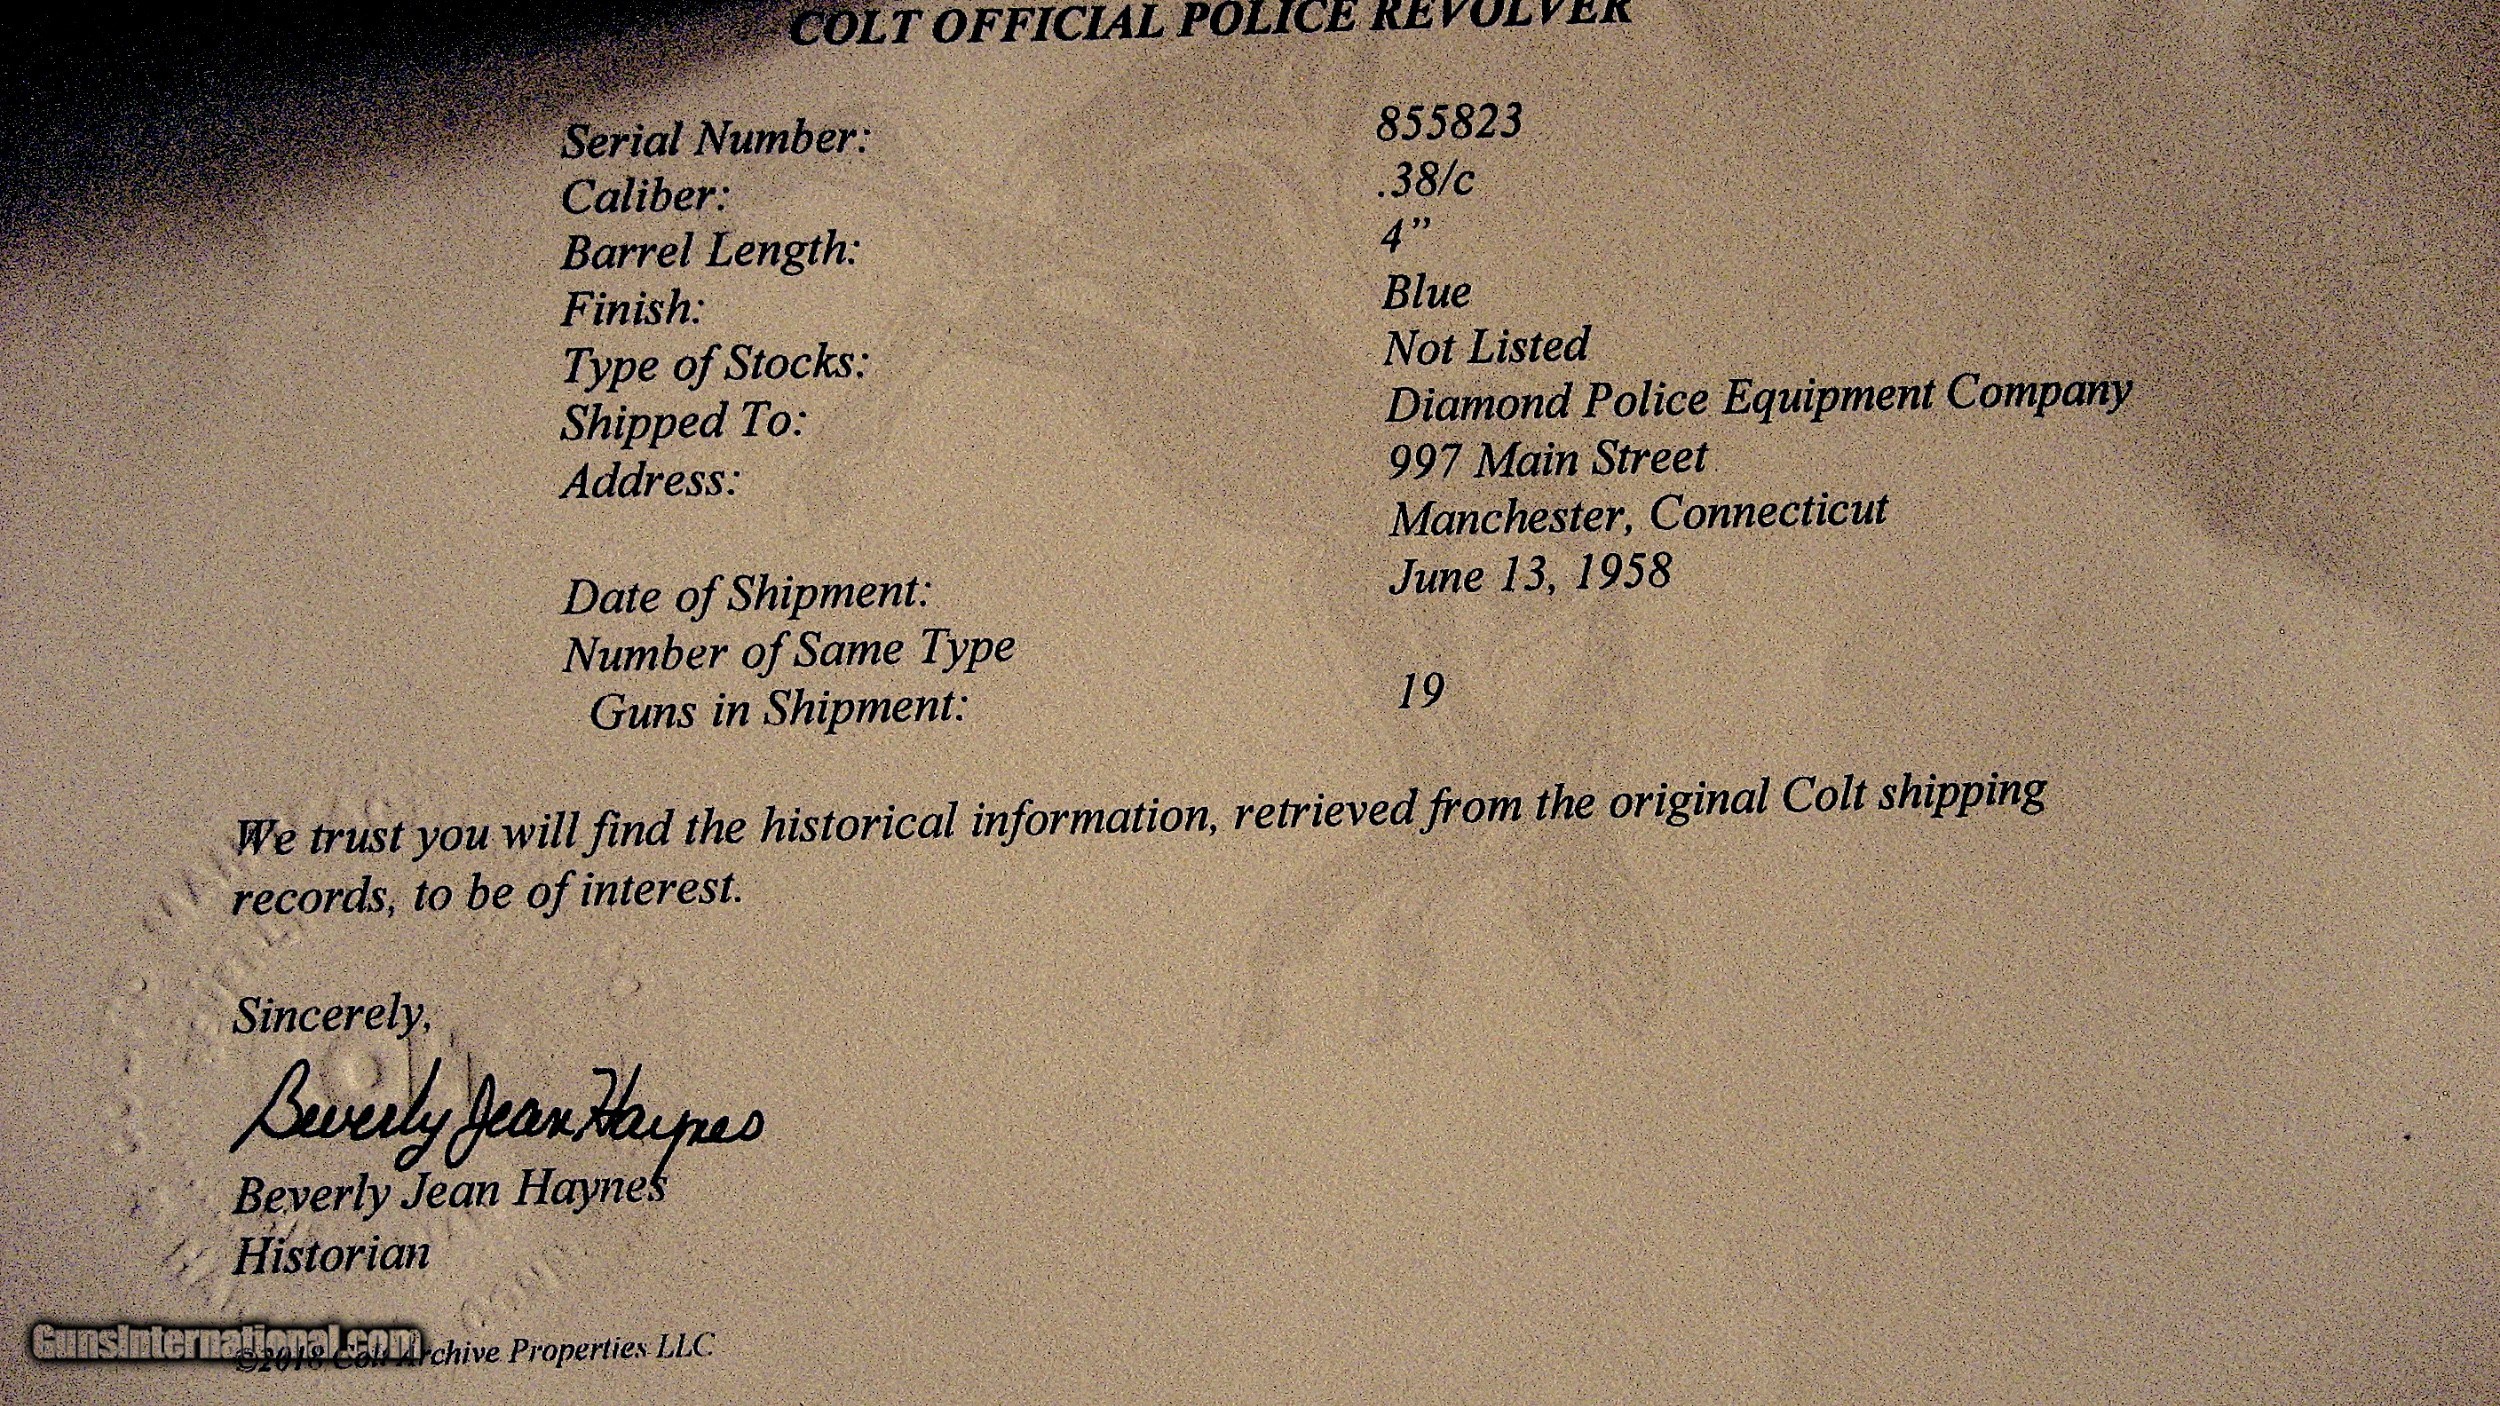 COLT OFFICIAL POLICE REVOLVER
Serial Number: 855823
Caliber: .38/c
Barrel Length: 4”
Finish: Blue
Type of Stocks: Not Listed
Shipped To: Diamond Police Equipment Company
Address: 997 Main Street
Manchester, Connecticut
Date of Shipment: June 13, 1958
Number of Same Type
Guns in Shipment: 19
We trust you will find the historical information, retrieved from the original Colt shipping
records, to be of interest.
Sincerely,
Beverly Jean Haynes
Beverly Jean Haynes
Historian
GunsInternational.com
©2018 Colt Archive Properties LLC